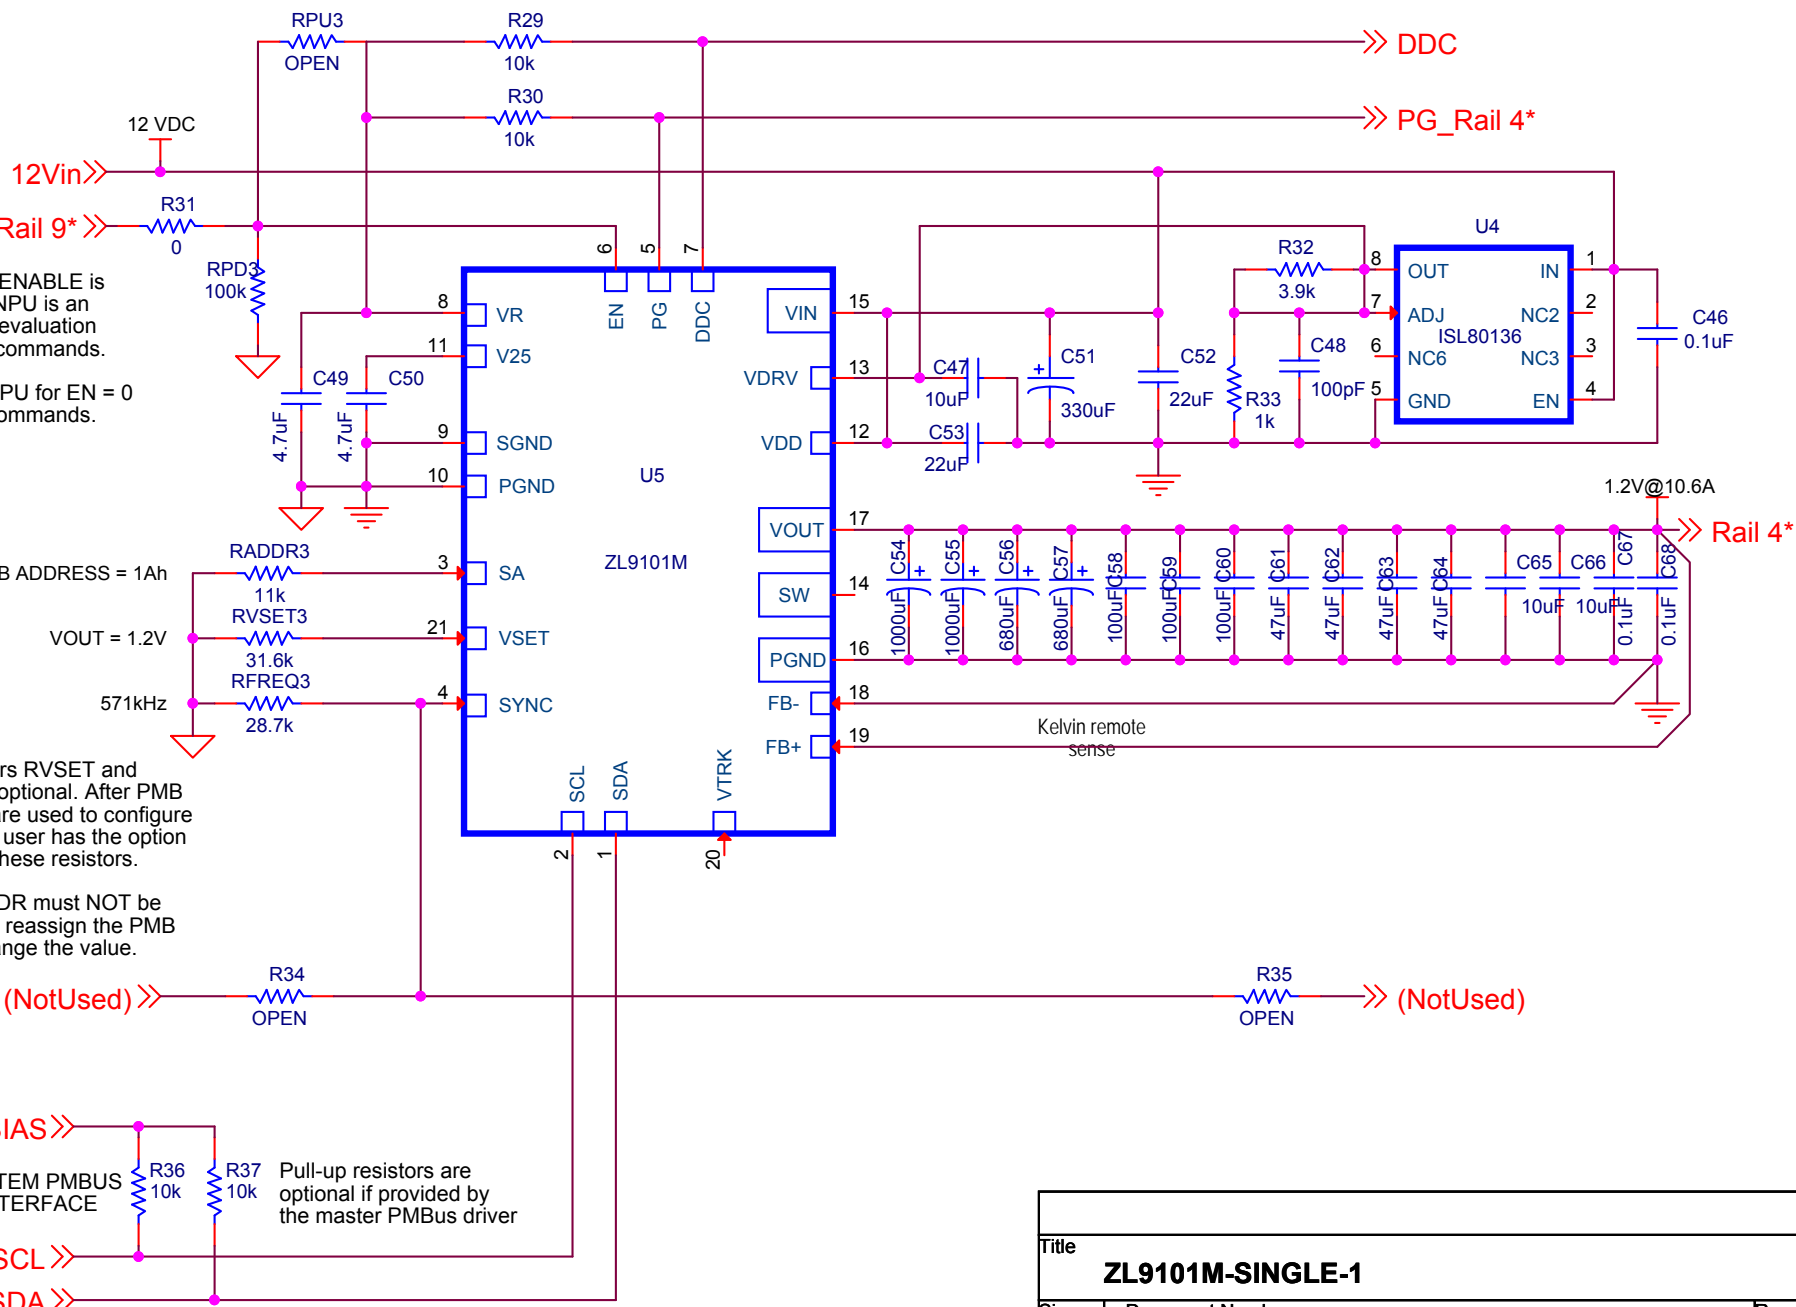 RPU3
OPEN
R29
10k
DDC
R30
10k
PG_Rail 4*
12 VDC
12Vin
R31
0
Rail 9*
RPD3
100k
ENABLE is
NPU is an
evaluation
commands.
PU for EN = 0
ommands.
U4
ISL80136
8 OUT
7 ADJ
6 NC6
5 GND
IN 1
NC2 2
NC3 3
EN 4
R32
3.9k
R33
1k
C48
100pF
C46
0.1uF
C47
10uF
C53
22uF
C51
330uF
C52
22uF
C49
4.7uF
C50
4.7uF
U5
ZL9101M
6 EN
5 PG
7 DDC
8 VR
11 V25
9 SGND
10 PGND
3 SA
21 VSET
4 SYNC
VIN 15
VDRV 13
VDD 12
VOUT 17
SW 14
PGND 16
FB- 18
FB+ 19
SCL 2
SDA 1
VTRK 20
1.2V@10.6A
Rail 4*
C54 1000uF
C55 1000uF
C56 680uF
C57 680uF
C58 100uF
C59 100uF
C60 100uF
C61 47uF
C62 47uF
C63 47uF
C64 47uF
C65 10uF
C66 10uF
C67 0.1uF
C68 0.1uF
Kelvin remote
sense
B ADDRESS = 1Ah
RADDR3
11k
VOUT = 1.2V
RVSET3
31.6k
571kHz
RFREQ3
28.7k
rs RVSET and
optional. After PMB
are used to configure
user has the option
these resistors.
DR must NOT be
reassign the PMB
ange the value.
(NotUsed)
R34
OPEN
R35
OPEN
(NotUsed)
BIAS
TEM PMBUS
TERFACE
R36
10k
R37
10k
Pull-up resistors are
optional if provided by
the master PMBus driver
SCL
SDA
Title
ZL9101M-SINGLE-1